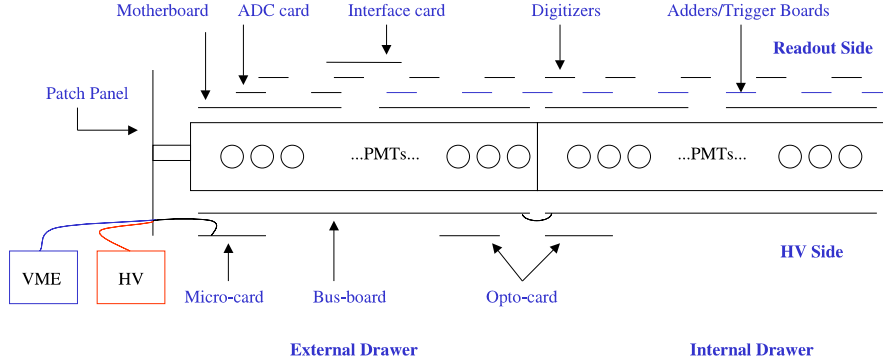 Motherboard
ADC card
Interface card
Digitizers
Adders/Trigger Boards
Readout Side
Patch Panel
...PMTs...
...PMTs...
VME
HV
HV Side
Micro-card
Bus-board
Opto-card
External Drawer
Internal Drawer